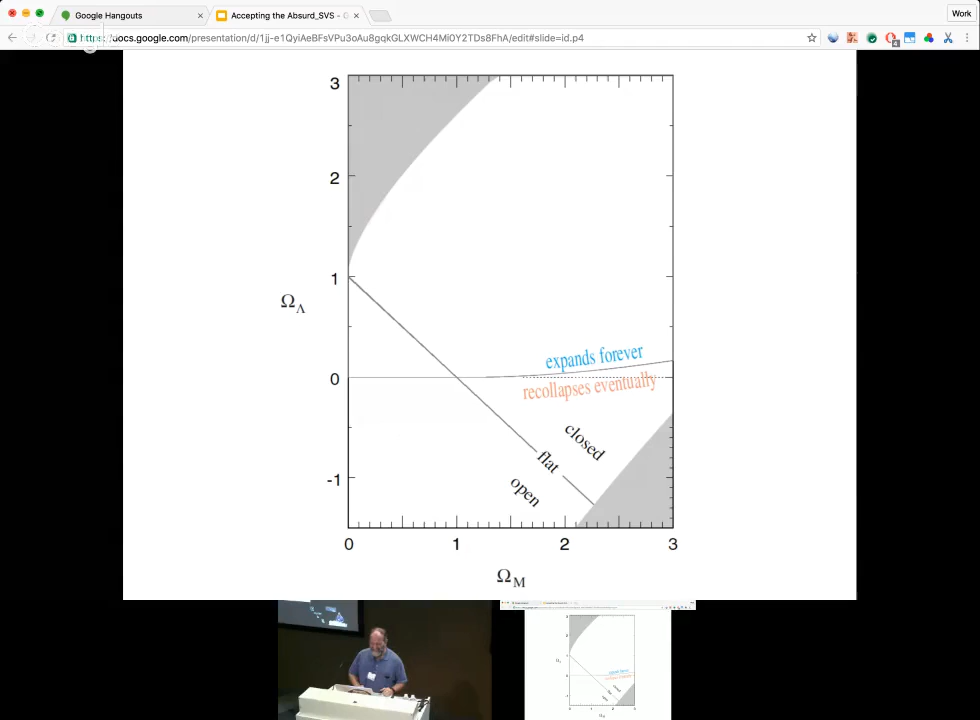 Google Hangouts
Accepting the Absurd_SVS - G
Work
https://docs.google.com/presentation/d/1jj-e1QyiAeBFsVPu3oAu8gqkGLXWCH4Mi0Y2TDs8FhA/edit#slide=id.p4
4
3
2
1
ΩΛ
expands forever
0
recollapses eventually
closed
flat
-1
open
0
1
2
3
ΩM